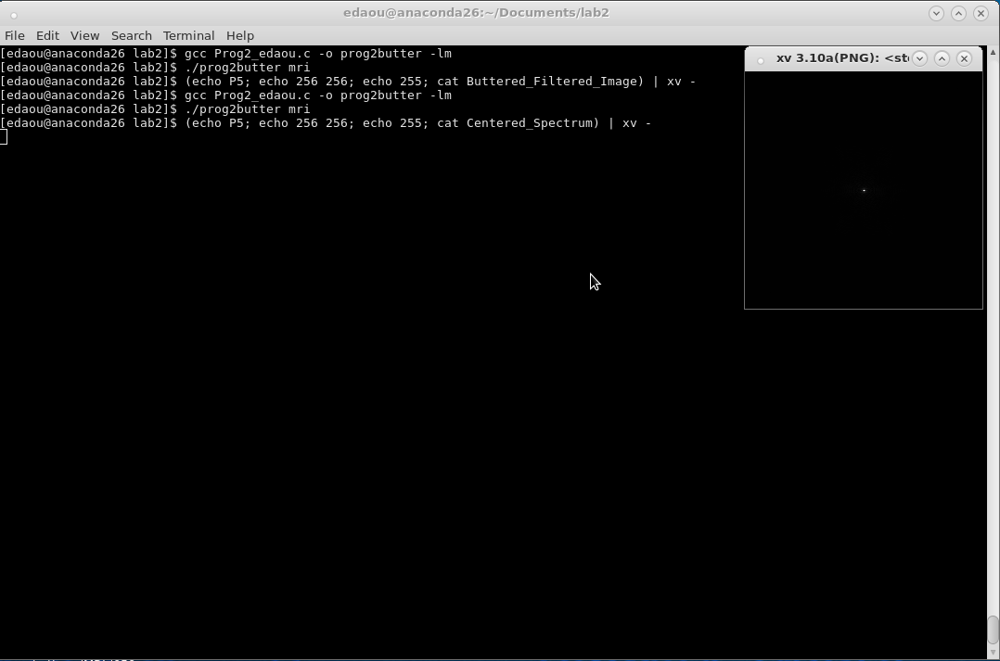 edaou@anaconda26:~/Documents/lab2
File Edit View Search Terminal Help
[edaou@anaconda26 lab2]$ gcc Prog2_edaou.c -o prog2butter -lm
[edaou@anaconda26 lab2]$ ./prog2butter mri
[edaou@anaconda26 lab2]$ (echo P5; echo 256 256; echo 255; cat Buttered_Filtered_Image) | xv -
[edaou@anaconda26 lab2]$ gcc Prog2_edaou.c -o prog2butter -lm
[edaou@anaconda26 lab2]$ ./prog2butter mri
[edaou@anaconda26 lab2]$ (echo P5; echo 256 256; echo 255; cat Centered_Spectrum) | xv -
xv 3.10a(PNG): <st